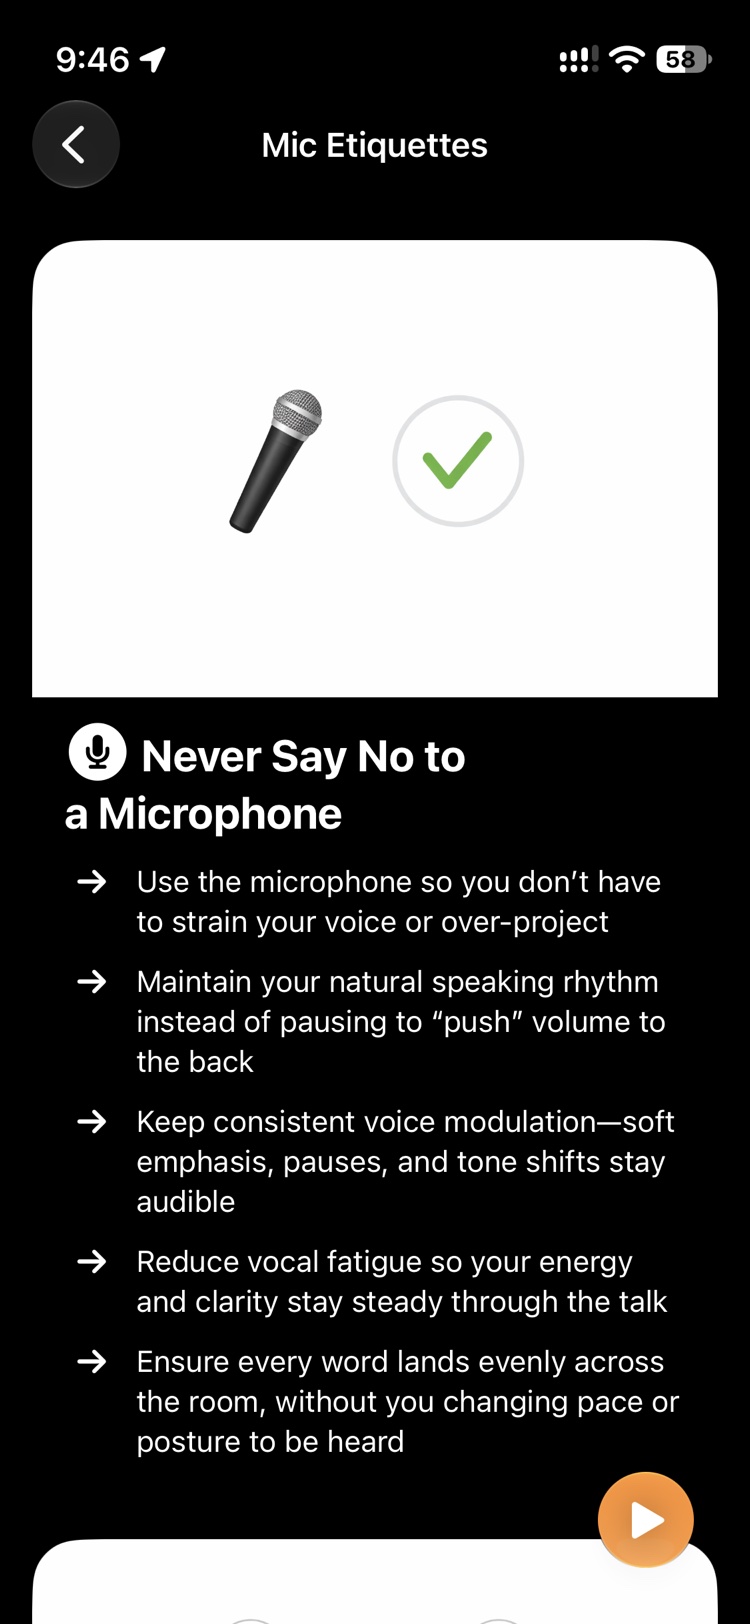 9:46
58
Mic Etiquettes
Never Say No to
a Microphone
→ Use the microphone so you don’t have
to strain your voice or over-project
→ Maintain your natural speaking rhythm
instead of pausing to “push” volume to
the back
→ Keep consistent voice modulation—soft
emphasis, pauses, and tone shifts stay
audible
→ Reduce vocal fatigue so your energy
and clarity stay steady through the talk
→ Ensure every word lands evenly across
the room, without you changing pace or
posture to be heard